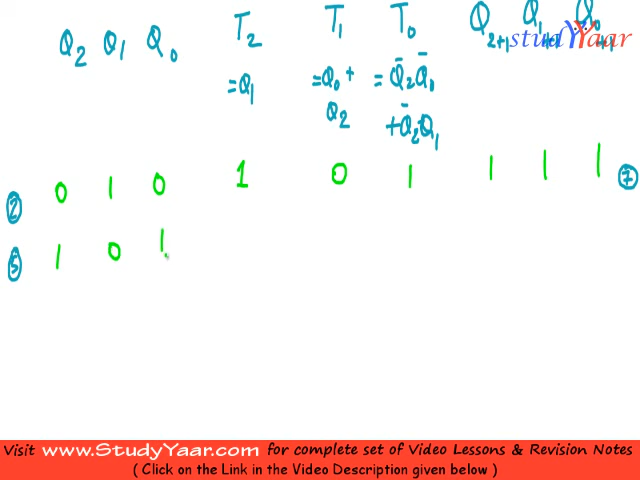 Q2 Q1 Q0 T2 T1 T0 Q2+1 Q1+1 Q0+1
studYYaar
=Q1 =Q0+ =Q̄2Q̄0
Q2 +Q̄2Q1
② 0 1 0 1 0 1 1 1 1 ⑦
⑤ 1 0 1
Visit www.StudyYaar.com for complete set of Video Lessons & Revision Notes
( Click on the Link in the Video Description given below )